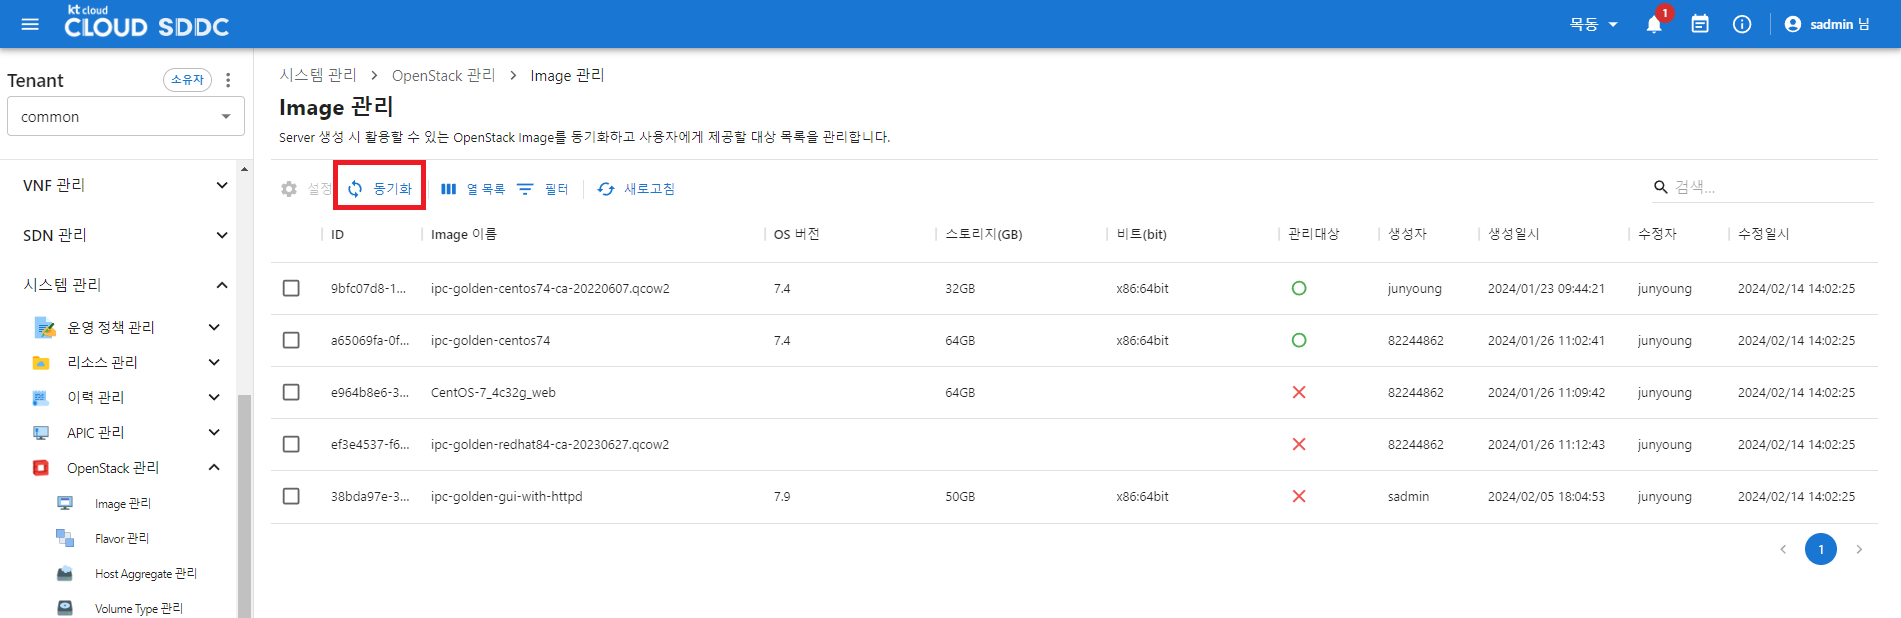 kt cloud
CLOUD SDDC
목동
1
sadmin 님
Tenant
소유자
common
VNF 관리
SDN 관리
시스템 관리
운영 정책 관리
리소스 관리
이력 관리
APIC 관리
OpenStack 관리
Image 관리
Flavor 관리
Host Aggregate 관리
Volume Type 관리
시스템 관리 > OpenStack 관리 > Image 관리
Image 관리
Server 생성 시 활용할 수 있는 OpenStack Image를 동기화하고 사용자에게 제공할 대상 목록을 관리합니다.
설정 동기화 열 목록 필터 새로고침 검색...
ID Image 이름 OS 버전 스토리지(GB) 비트(bit) 관리대상 생성자 생성일시 수정자 수정일시
9bfc07d8-1... ipc-golden-centos74-ca-20220607.qcow2 7.4 32GB x86:64bit junyoung 2024/01/23 09:44:21 junyoung 2024/02/14 14:02:25
a65069fa-0f... ipc-golden-centos74 7.4 64GB x86:64bit 82244862 2024/01/26 11:02:41 junyoung 2024/02/14 14:02:25
e964b8e6-3... CentOS-7_4c32g_web 64GB 82244862 2024/01/26 11:09:42 junyoung 2024/02/14 14:02:25
ef3e4537-f6... ipc-golden-redhat84-ca-20230627.qcow2 82244862 2024/01/26 11:12:43 junyoung 2024/02/14 14:02:25
38bda97e-3... ipc-golden-gui-with-httpd 7.9 50GB x86:64bit sadmin 2024/02/05 18:04:53 junyoung 2024/02/14 14:02:25
1